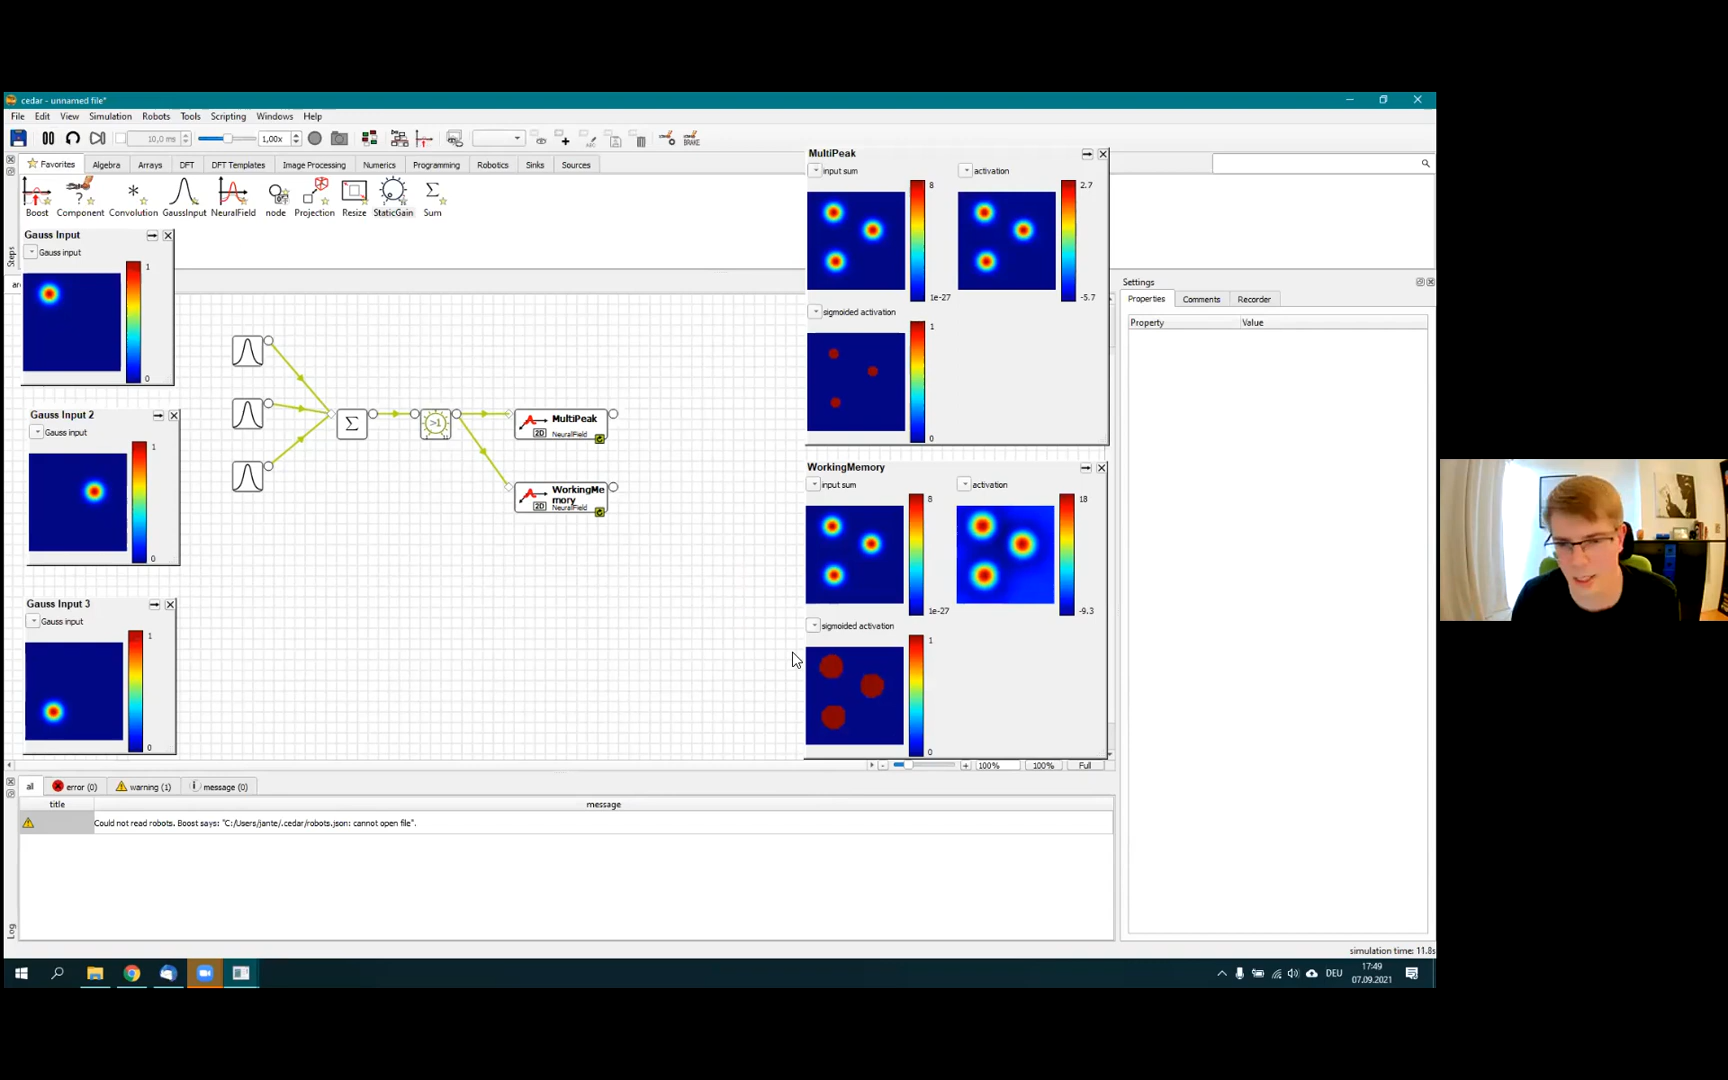 cedar - unnamed file*
File Edit View Simulation Robots Tools Scripting Windows Help
10,0 ms 1,00x
Favorites Algebra Arrays DFT DFT Templates Image Processing Numerics Programming Robotics Sinks Sources
Boost Component Convolution GaussInput NeuralField node Projection Resize StaticGain Sum
Steps
Gauss Input
Gauss input
1
0
Gauss Input 2
Gauss input
1
0
Gauss Input 3
Gauss input
1
0
Σ
>1
MultiPeak
2D NeuralField
WorkingMe
mory
2D NeuralField
MultiPeak
input sum activation
8 2.7
1e-27 -5.7
sigmoided activation
1
0
WorkingMemory
input sum activation
8 18
1e-27 -9.3
sigmoided activation
1
0
- + 100% 100% Full
Settings
Properties Comments Recorder
Property Value
all error (0) warning (1) message (0)
title message
Could not read robots. Boost says: "C:/Users/jante/.cedar/robots.json: cannot open file".
Log
simulation time: 11.8s
DEU
17:49
07.09.2021